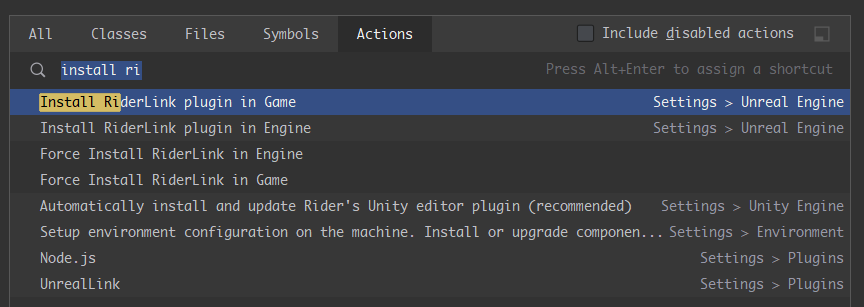 All Classes Files Symbols Actions Include disabled actions
install ri Press Alt+Enter to assign a shortcut
Install RiderLink plugin in Game Settings > Unreal Engine
Install RiderLink plugin in Engine Settings > Unreal Engine
Force Install RiderLink in Engine
Force Install RiderLink in Game
Automatically install and update Rider's Unity editor plugin (recommended) Settings > Unity Engine
Setup environment configuration on the machine. Install or upgrade componen... Settings > Environment
Node.js Settings > Plugins
UnrealLink Settings > Plugins